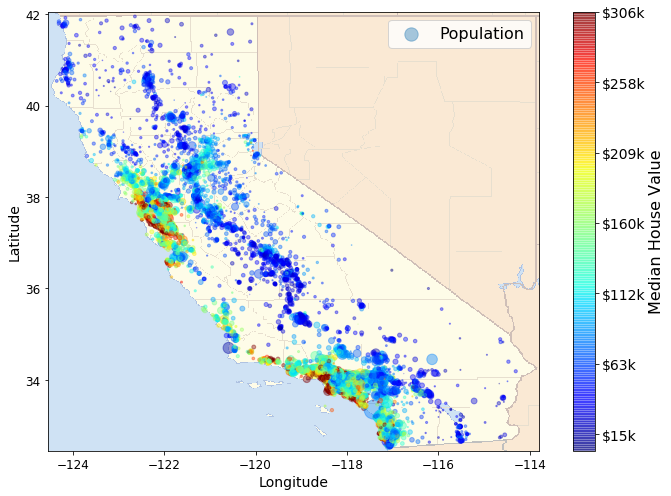 42
40
38
36
34
Latitude
−124
−122
−120
−118
−116
−114
Longitude
Population
$306k
$258k
$209k
$160k
$112k
$63k
$15k
Median House Value